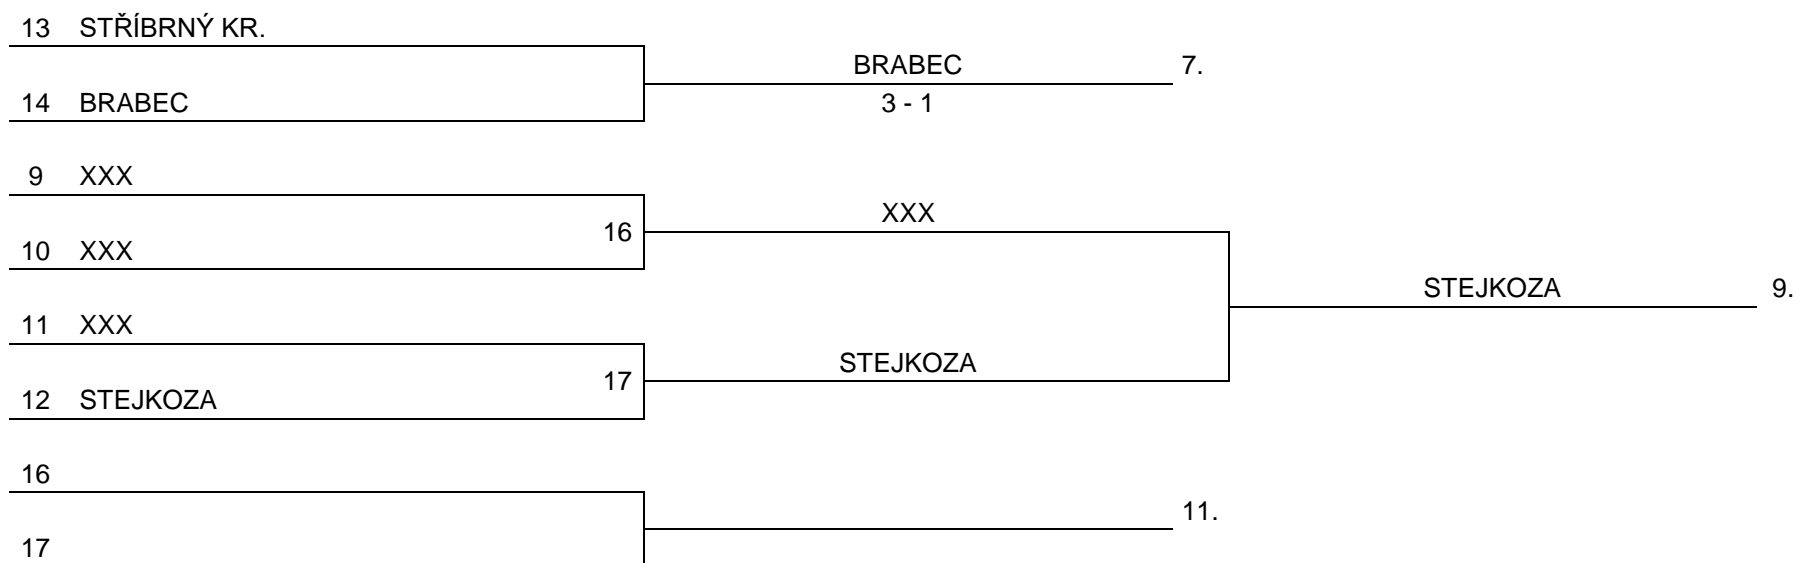 13 STŘÍBRNÝ KR.
BRABEC 7.
14 BRABEC 3 - 1
9 XXX
XXX
16
10 XXX
STEJKOZA 9.
11 XXX
STEJKOZA
17
12 STEJKOZA
16
11.
17